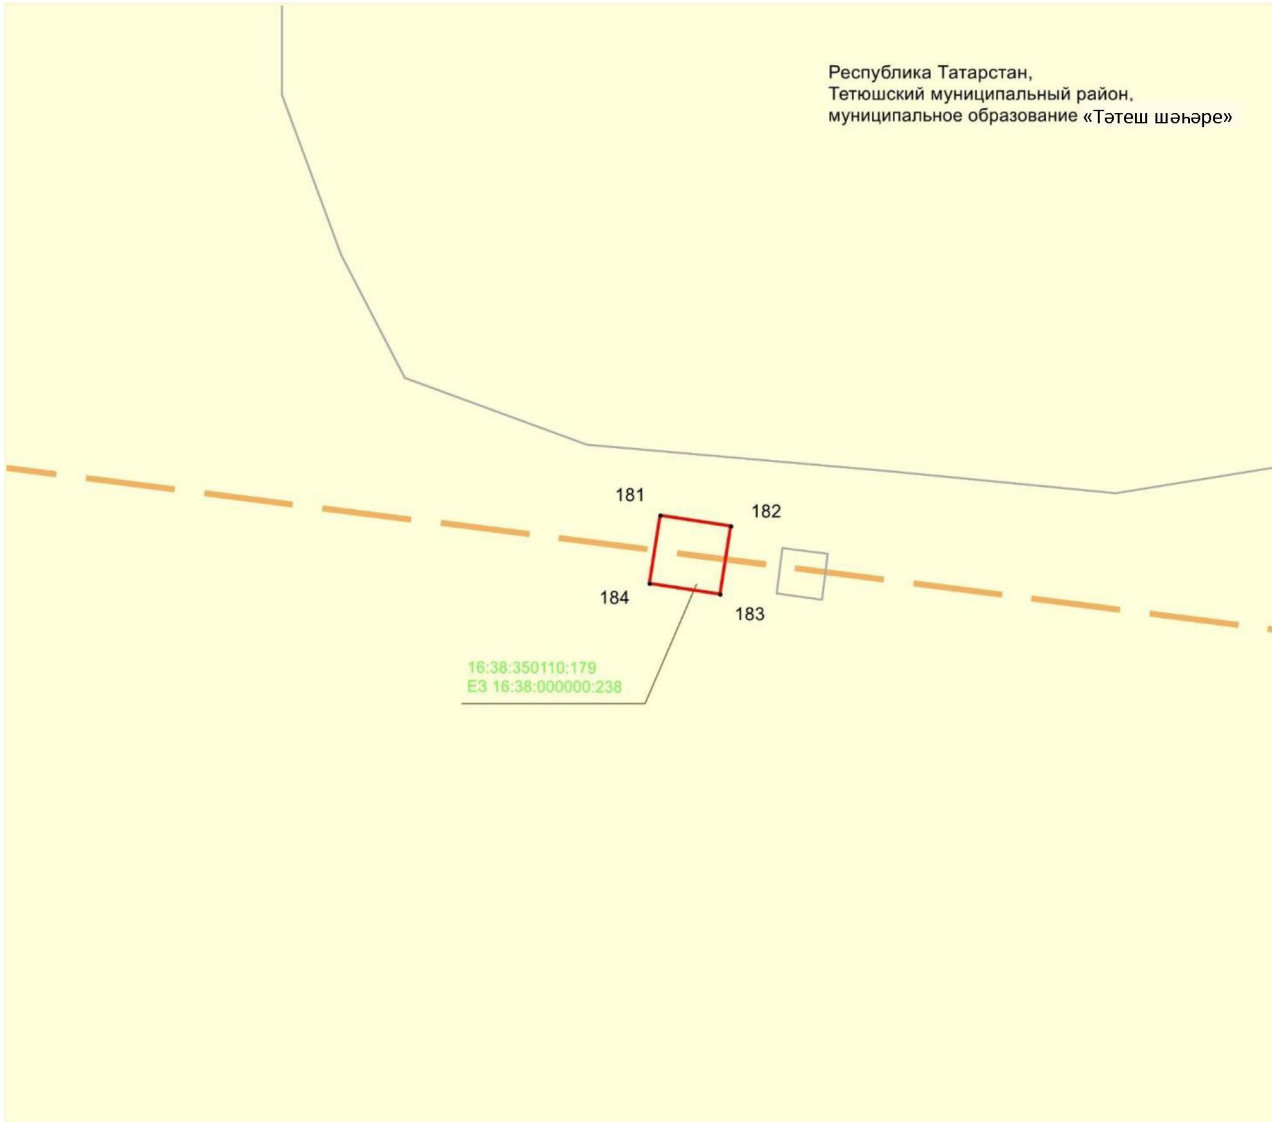 Республика Татарстан,
Тетюшский муниципальный район,
муниципальное образование «Тәтеш шәһәре»
181
182
184
183
16:38:350110:179
ЕЗ 16:38:000000:238